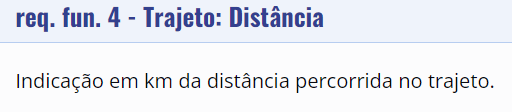 req. fun. 4 - Trajeto: Distância
Indicação em km da distância percorrida no trajeto.